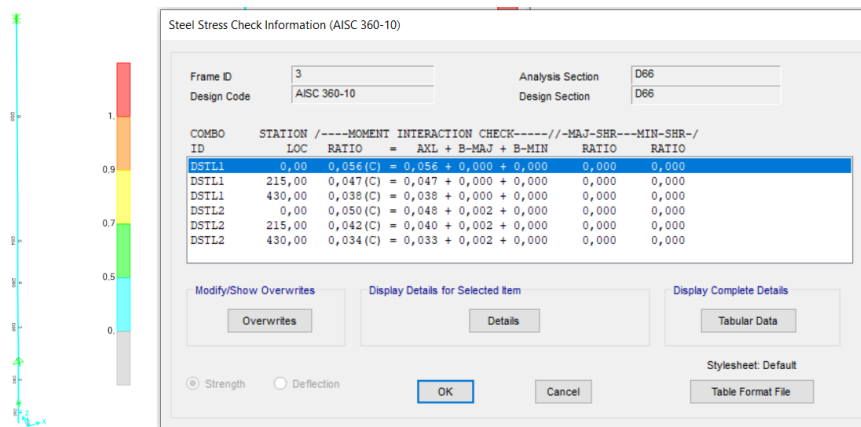 Steel Stress Check Information (AISC 360-10)
Frame ID 3 Analysis Section D66
Design Code AISC 360-10 Design Section D66
COMBO STATION /----MOMENT INTERACTION CHECK-----//-MAJ-SHR---MIN-SHR-/
ID LOC RATIO = AXL + B-MAJ + B-MIN RATIO RATIO
DSTL1 0,00 0,056(C) = 0,056 + 0,000 + 0,000 0,000 0,000
DSTL1 215,00 0,047(C) = 0,047 + 0,000 + 0,000 0,000 0,000
DSTL1 430,00 0,038(C) = 0,038 + 0,000 + 0,000 0,000 0,000
DSTL2 0,00 0,050(C) = 0,048 + 0,002 + 0,000 0,000 0,000
DSTL2 215,00 0,042(C) = 0,040 + 0,002 + 0,000 0,000 0,000
DSTL2 430,00 0,034(C) = 0,033 + 0,002 + 0,000 0,000 0,000
Modify/Show Overwrites Display Details for Selected Item Display Complete Details
Overwrites Details Tabular Data
Stylesheet: Default
Strength Deflection OK Cancel Table Format File
1.
0.9
0.7
0.5
0.
X